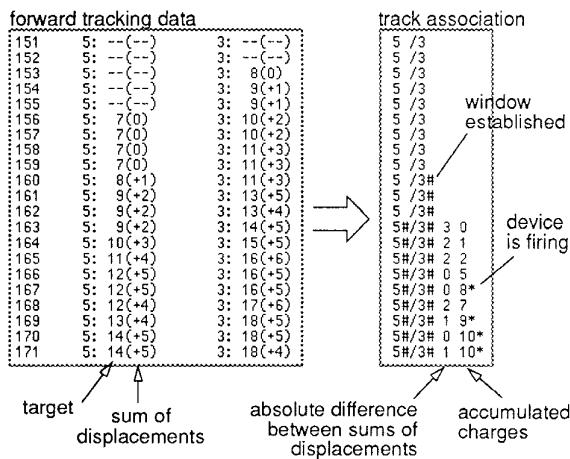 forward tracking data
track association
151 5: --(--) 3: --(--) 5 /3
152 5: --(--) 3: --(--) 5 /3
153 5: --(--) 3: 8(0) 5 /3
154 5: --(--) 3: 9(+1) 5 /3
155 5: --(--) 3: 9(+1) 5 /3
156 5: 7(0) 3: 10(+2) 5 /3
157 5: 7(0) 3: 10(+2) 5 /3
158 5: 7(0) 3: 11(+3) 5 /3
159 5: 7(0) 3: 11(+3) 5 /3
160 5: 8(+1) 3: 11(+3) 5 /3#
161 5: 9(+2) 3: 13(+5) 5 /3#
162 5: 9(+2) 3: 13(+4) 5 /3#
163 5: 9(+2) 3: 14(+5) 5#/3# 3 0
164 5: 10(+3) 3: 15(+5) 5#/3# 2 1
165 5: 11(+4) 3: 16(+6) 5#/3# 2 2
166 5: 12(+5) 3: 16(+5) 5#/3# 0 5
167 5: 12(+5) 3: 16(+5) 5#/3# 0 8*
168 5: 12(+4) 3: 17(+6) 5#/3# 2 7
169 5: 13(+4) 3: 18(+5) 5#/3# 1 9*
170 5: 14(+5) 3: 18(+5) 5#/3# 0 10*
171 5: 14(+5) 3: 18(+4) 5#/3# 1 10*
window
established
device
is firing
target
sum of
displacements
absolute difference
between sums of
displacements
accumulated
charges